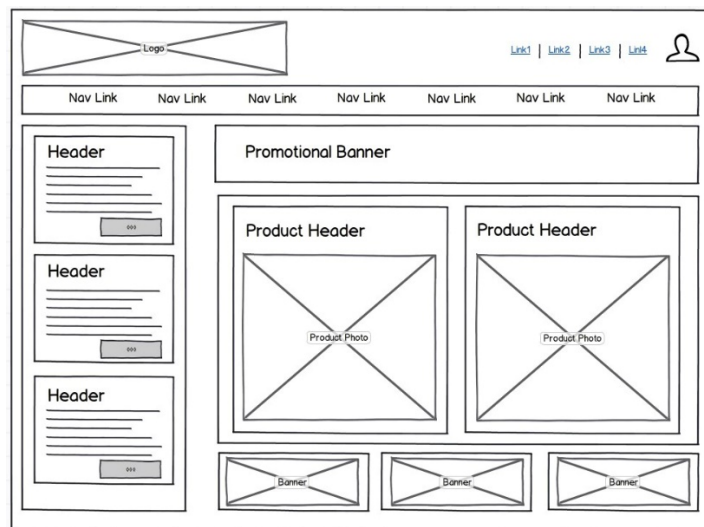 Logo
Link1 | Link2 | Link3 | Linl4
Nav Link Nav Link Nav Link Nav Link Nav Link Nav Link Nav Link
Header
Promotional Banner
Product Header
Product Photo
Product Header
Product Photo
Header
Header
Banner
Banner
Banner